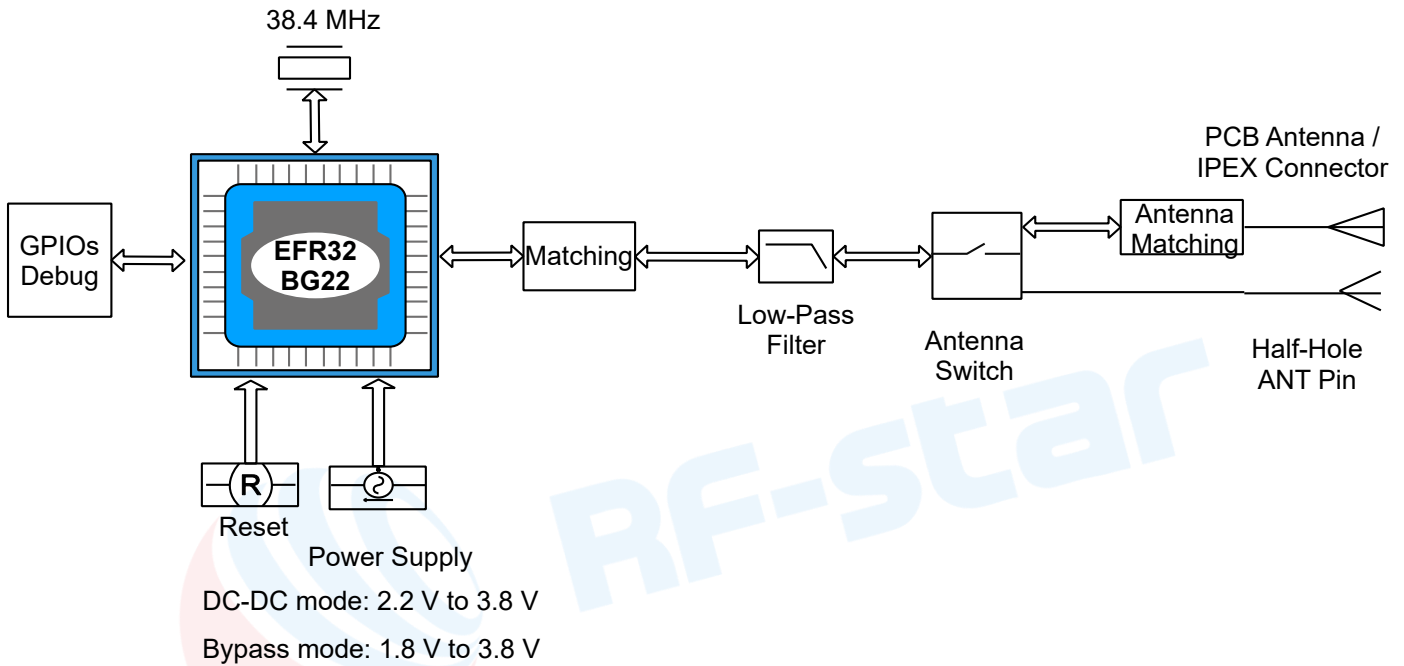 38.4 MHz
PCB Antenna /
IPEX Connector
GPIOs
Debug
EFR32
BG22
Matching
Antenna
Matching
Low-Pass
Filter
Antenna
Switch
Half-Hole
ANT Pin
R
Reset
Power Supply
DC-DC mode: 2.2 V to 3.8 V
Bypass mode: 1.8 V to 3.8 V
RF-star